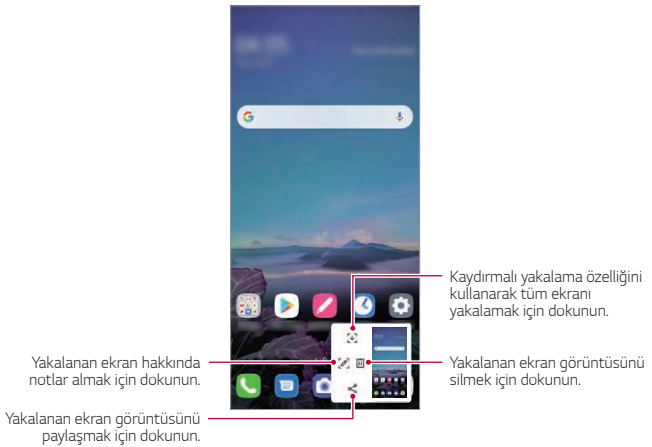 Kaydırmalı yakalama özelliğini
kullanarak tüm ekranı
yakalamak için dokunun.
Yakalanan ekran hakkında
notlar almak için dokunun.
Yakalanan ekran görüntüsünü
silmek için dokunun.
Yakalanan ekran görüntüsünü
paylaşmak için dokunun.